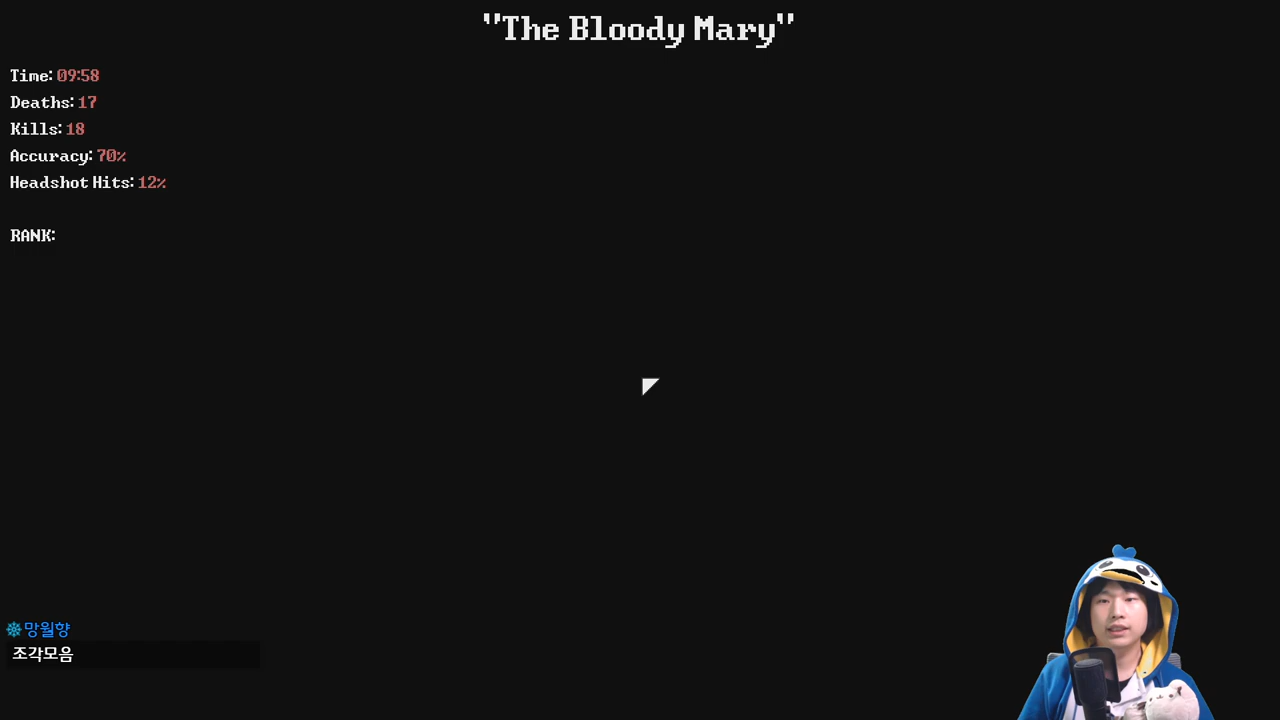 "The Bloody Mary"
Time: 09:58
Deaths: 17
Kills: 18
Accuracy: 70%
Headshot Hits: 12%
RANK:
망월향
조각모음